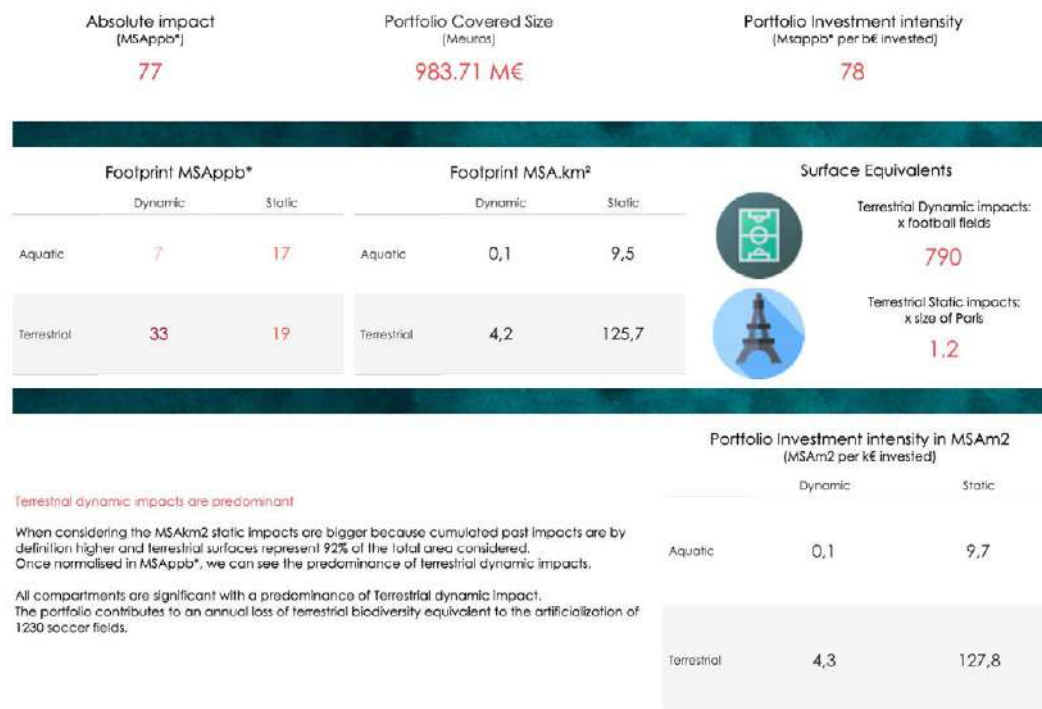 Absolute impact
(MSAppb*)
77
Portfolio Covered Size
(Meuros)
983.71 M€
Portfolio Investment intensity
(Msappb* per b€ invested)
78
Footprint MSAppb*
Dynamic Static
Aquatic 7 17
Terrestrial 33 19
Footprint MSA.km²
Dynamic Static
Aquatic 0,1 9,5
Terrestrial 4,2 125,7
Surface Equivalents
Terrestrial Dynamic impacts:
x football fields
790
Terrestrial Static impacts:
x size of Paris
1.2
Terrestrial dynamic impacts are predominant
When considering the MSAkm2 static impacts are bigger because cumulated past impacts are by
definition higher and terrestrial surfaces represent 92% of the total area considered.
Once normalised in MSAppb*, we can see the predominance of terrestrial dynamic impacts.
All compartments are significant with a predominance of Terrestrial dynamic impact.
The portfolio contributes to an annual loss of terrestrial biodiversity equivalent to the artificialization of
1230 soccer fields.
Portfolio Investment intensity in MSAm2
(MSAm2 per k€ invested)
Dynamic Static
Aquatic 0,1 9,7
Terrestrial 4,3 127,8